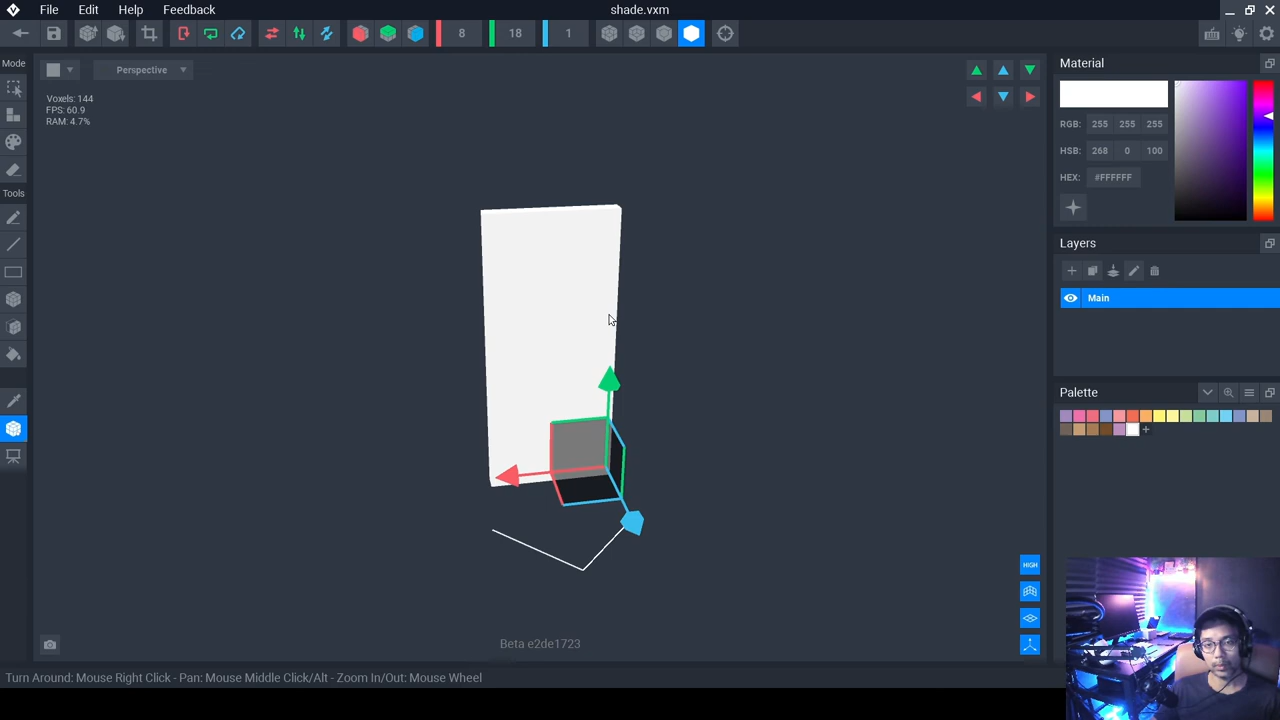 File Edit Help Feedback shade.vxm
8 18 1
Mode
Perspective
Voxels: 144
FPS: 60.9
RAM: 4.7%
Tools
Material
RGB: 255 255 255
HSB: 268 0 100
HEX: #FFFFFF
Layers
Main
Palette
HIGH
Beta e2de1723
Turn Around: Mouse Right Click - Pan: Mouse Middle Click/Alt - Zoom In/Out: Mouse Wheel